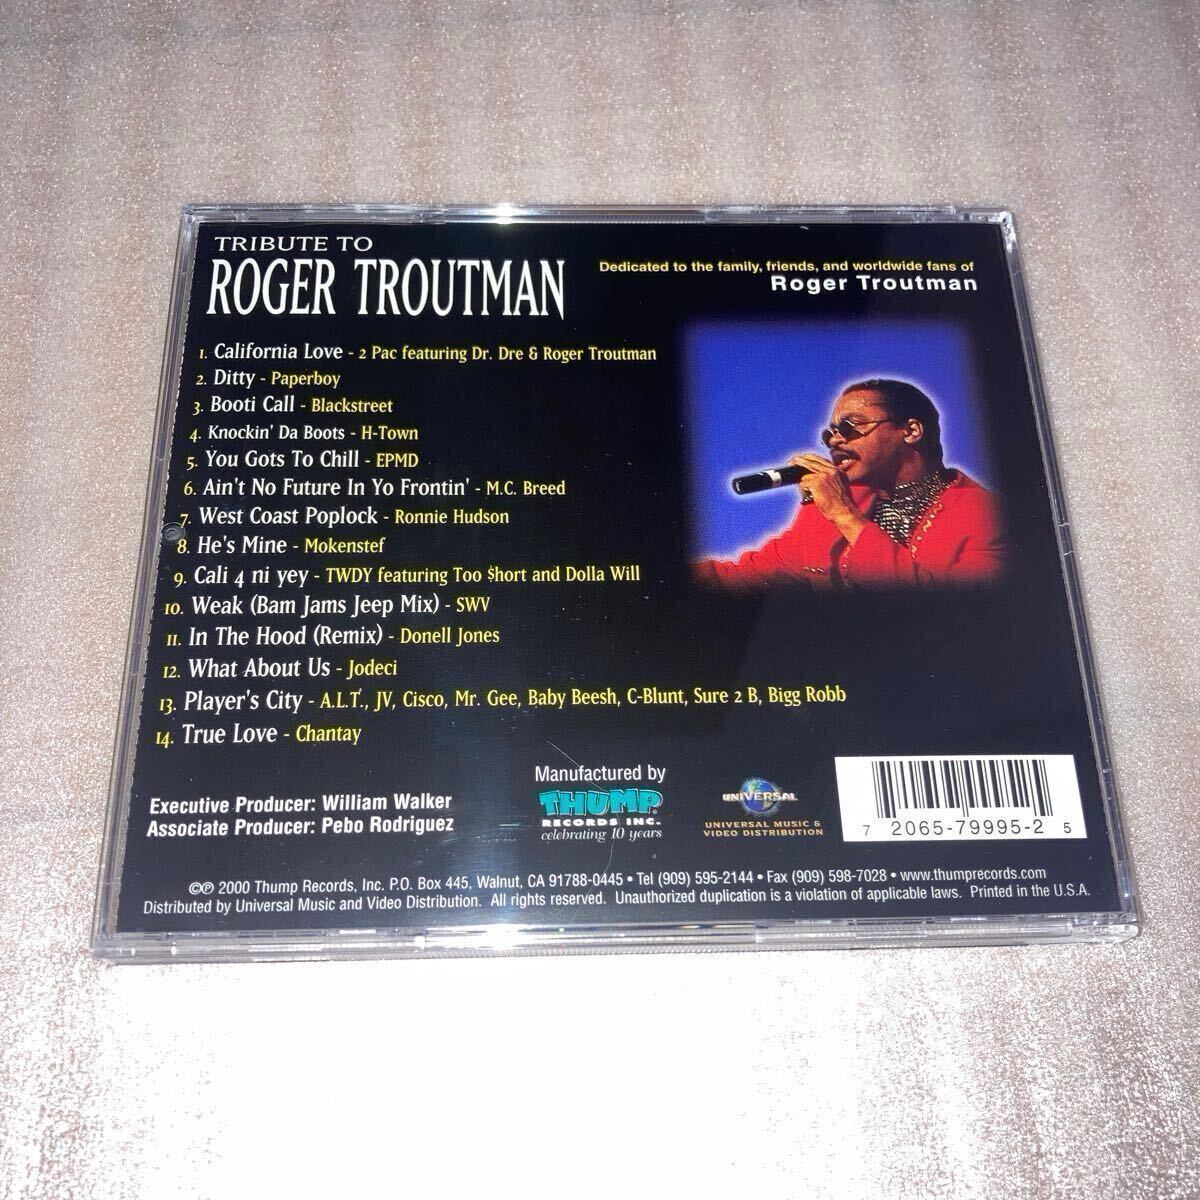 TRIBUTE TO
ROGER TROUTMAN
Dedicated to the family, friends, and worldwide fans of
Roger Troutman
1. California Love - 2 Pac featuring Dr. Dre & Roger Troutman
2. Ditty - Paperboy
3. Booti Call - Blackstreet
4. Knockin' Da Boots - H-Town
5. You Gots To Chill - EPMD
6. Ain't No Future In Yo Frontin' - M.C. Breed
7. West Coast Poplock - Ronnie Hudson
8. He's Mine - Mokenstef
9. Cali 4 ni yey - TWDY featuring Too $hort and Dolla Will
10. Weak (Bam Jams Jeep Mix) - SWV
11. In The Hood (Remix) - Donell Jones
12. What About Us - Jodeci
13. Player's City - A.L.T., JV, Cisco, Mr. Gee, Baby Beesh, C-Blunt, Sure 2 B, Bigg Robb
14. True Love - Chantay
Executive Producer: William Walker
Associate Producer: Pebo Rodriguez
Manufactured by
THUMP
RECORDS INC.
celebrating 10 years
UNIVERSAL
UNIVERSAL MUSIC &
VIDEO DISTRIBUTION
7 2065-79995-2 5
©℗ 2000 Thump Records, Inc. P.O. Box 445, Walnut, CA 91788-0445 • Tel (909) 595-2144 • Fax (909) 598-7028 • www.thumprecords.com
Distributed by Universal Music and Video Distribution. All rights reserved. Unauthorized duplication is a violation of applicable laws. Printed in the U.S.A.